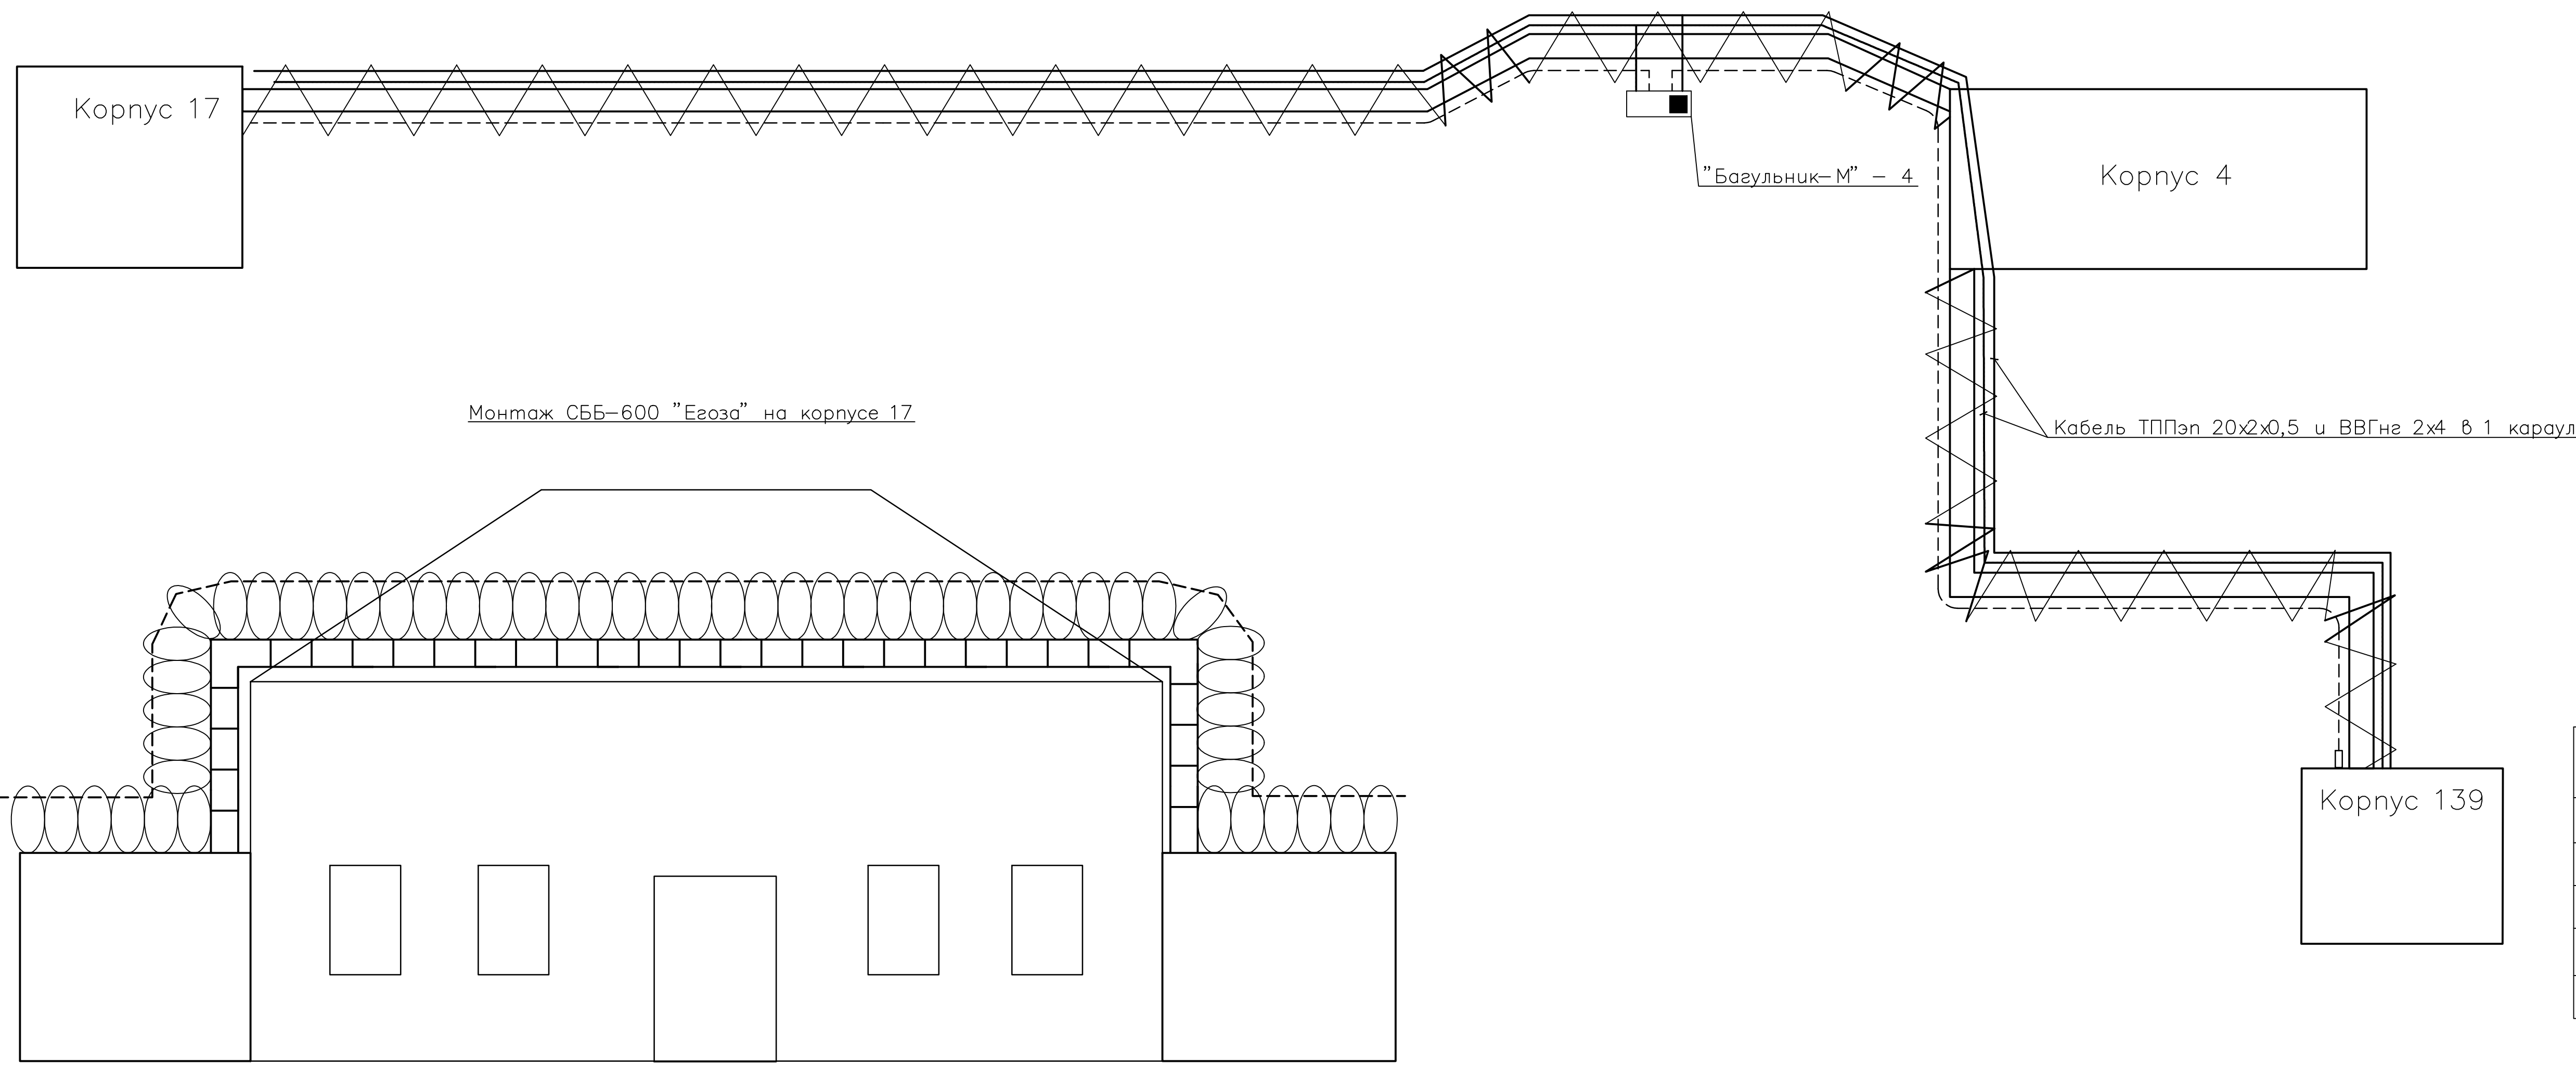 Корпус 17
"Багульник-М" - 4
Корпус 4
Монтаж СББ-600 "Егоза" на корпусе 17
Кабель ТППэп 20х2х0,5 и ВВГнг 2х4 в 1 караул
Корпус 139